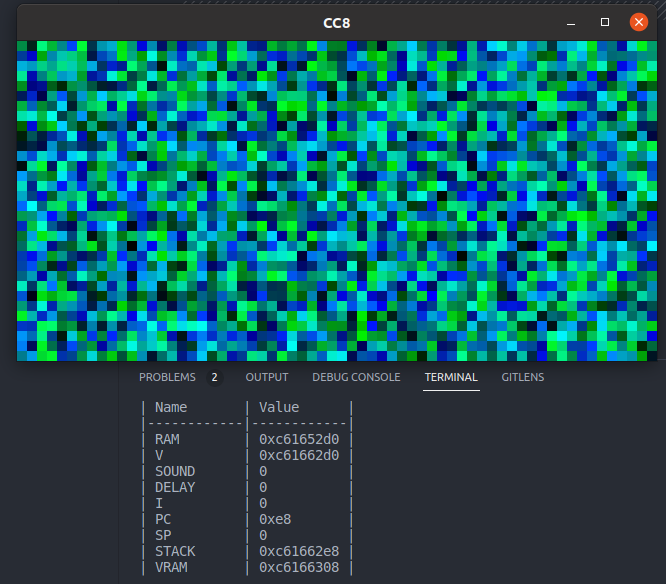 CC8
PROBLEMS 2 OUTPUT DEBUG CONSOLE TERMINAL GITLENS
| Name | Value |
|------------|------------|
| RAM | 0xc61652d0 |
| V | 0xc61662d0 |
| SOUND | 0 |
| DELAY | 0 |
| I | 0 |
| PC | 0xe8 |
| SP | 0 |
| STACK | 0xc61662e8 |
| VRAM | 0xc6166308 |